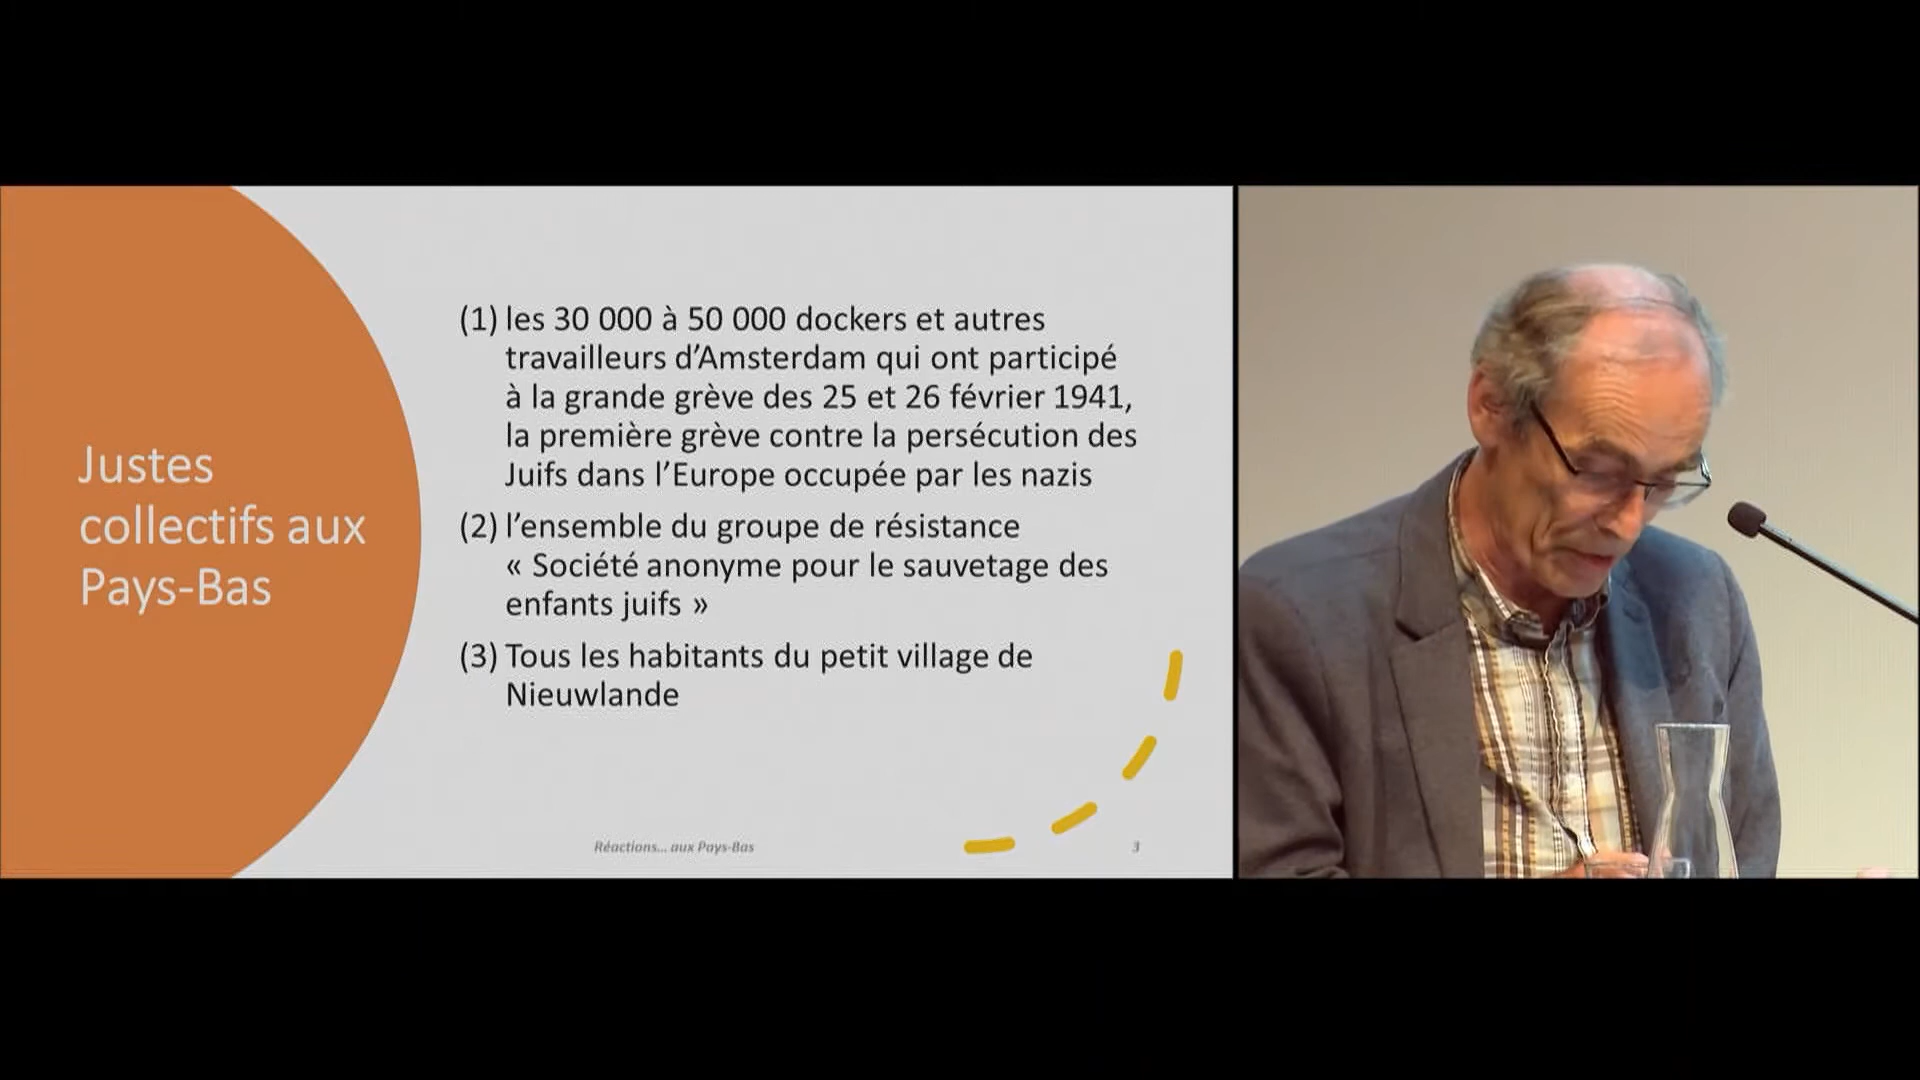 Justes
collectifs aux
Pays-Bas
(1) les 30 000 à 50 000 dockers et autres
travailleurs d’Amsterdam qui ont participé
à la grande grève des 25 et 26 février 1941,
la première grève contre la persécution des
Juifs dans l’Europe occupée par les nazis
(2) l’ensemble du groupe de résistance
« Société anonyme pour le sauvetage des
enfants juifs »
(3) Tous les habitants du petit village de
Nieuwlande
Réactions... aux Pays-Bas
3